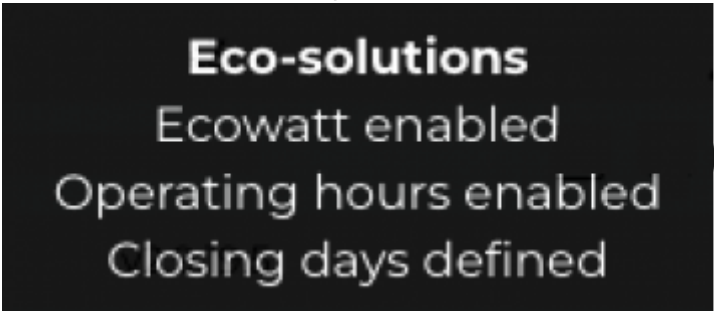 Eco-solutions
Ecowatt enabled
Operating hours enabled
Closing days defined